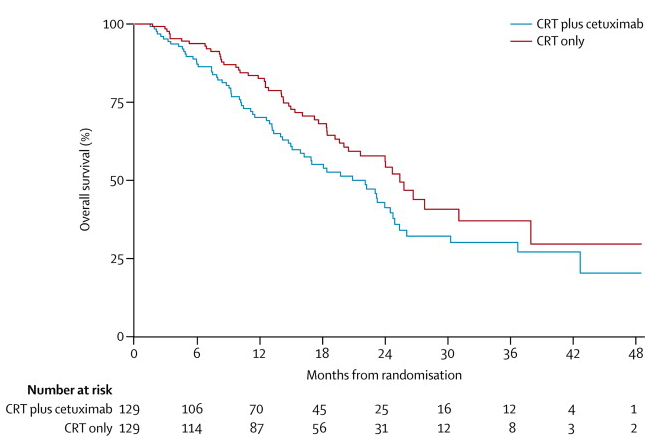 CRT plus cetuximab
CRT only
100
75
50
25
0
Overall survival (%)
0 6 12 18 24 30 36 42 48
Months from randomisation
Number at risk
CRT plus cetuximab 129 106 70 45 25 16 12 4 1
CRT only 129 114 87 56 31 12 8 3 2